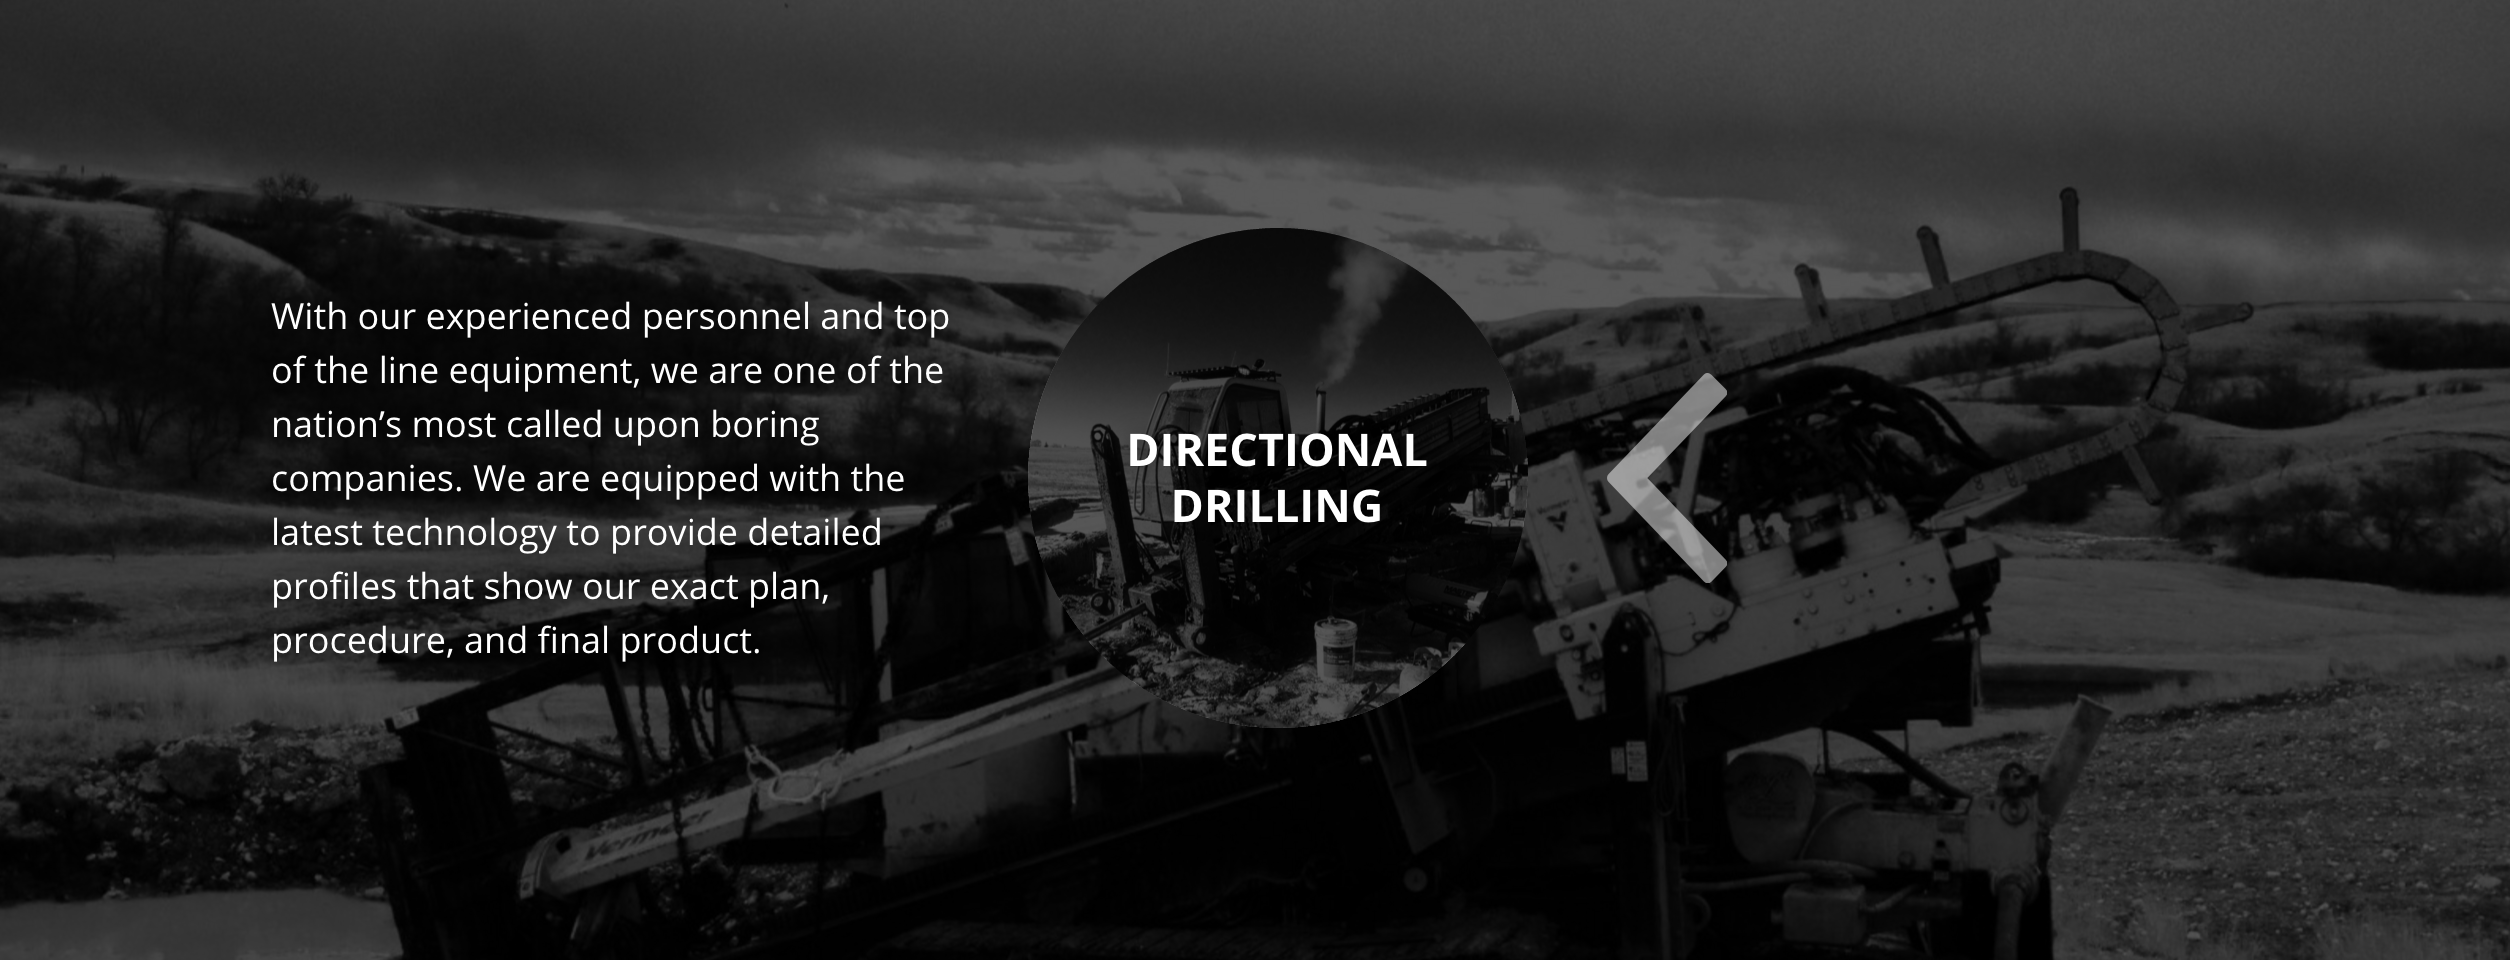 With our experienced personnel and top
of the line equipment, we are one of the
nation’s most called upon boring
companies. We are equipped with the
latest technology to provide detailed
profiles that show our exact plan,
procedure, and final product.
DIRECTIONAL
DRILLING
Vermeer